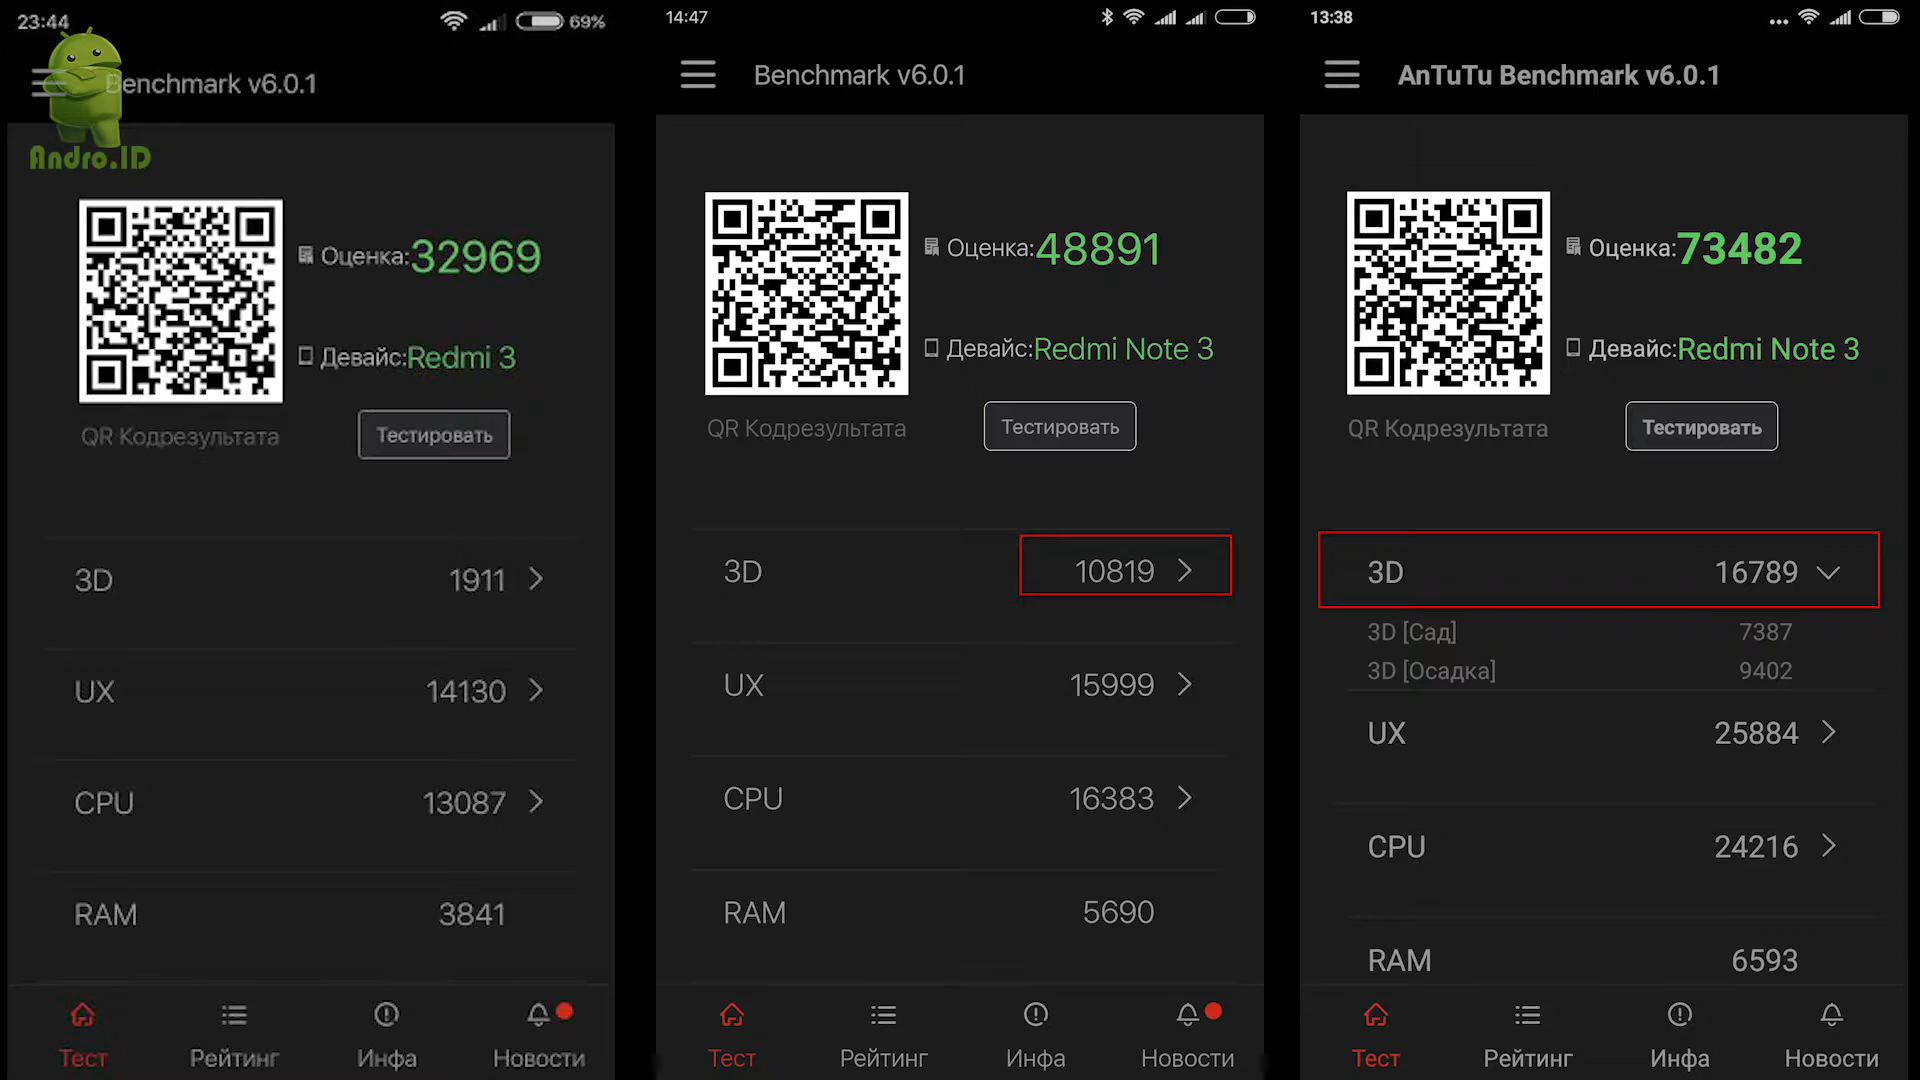 23:44
69%
Benchmark v6.0.1
Andro.ID
Оценка:32969
Девайс:Redmi 3
QR Кодрезультата
Тестировать
3D 1911
UX 14130
CPU 13087
RAM 3841
Тест Рейтинг Инфа Новости
14:47
Benchmark v6.0.1
Оценка:48891
Девайс:Redmi Note 3
QR Кодрезультата
Тестировать
3D 10819
UX 15999
CPU 16383
RAM 5690
Тест Рейтинг Инфа Новости
13:38
AnTuTu Benchmark v6.0.1
Оценка:73482
Девайс:Redmi Note 3
QR Кодрезультата
Тестировать
3D 16789
3D [Сад] 7387
3D [Осадка] 9402
UX 25884
CPU 24216
RAM 6593
Тест Рейтинг Инфа Новости